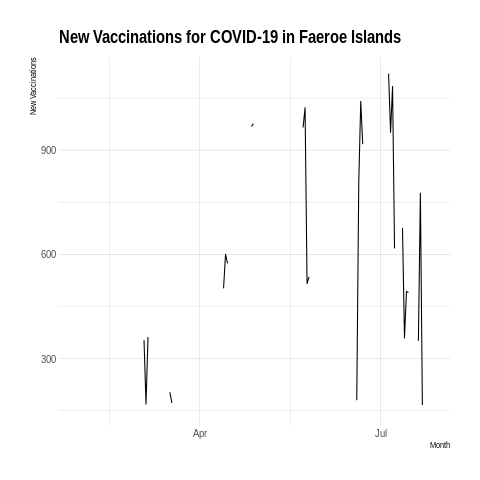 New Vaccinations for COVID-19 in Faeroe Islands
New Vaccinations
900
600
300
Apr
Jul
Month